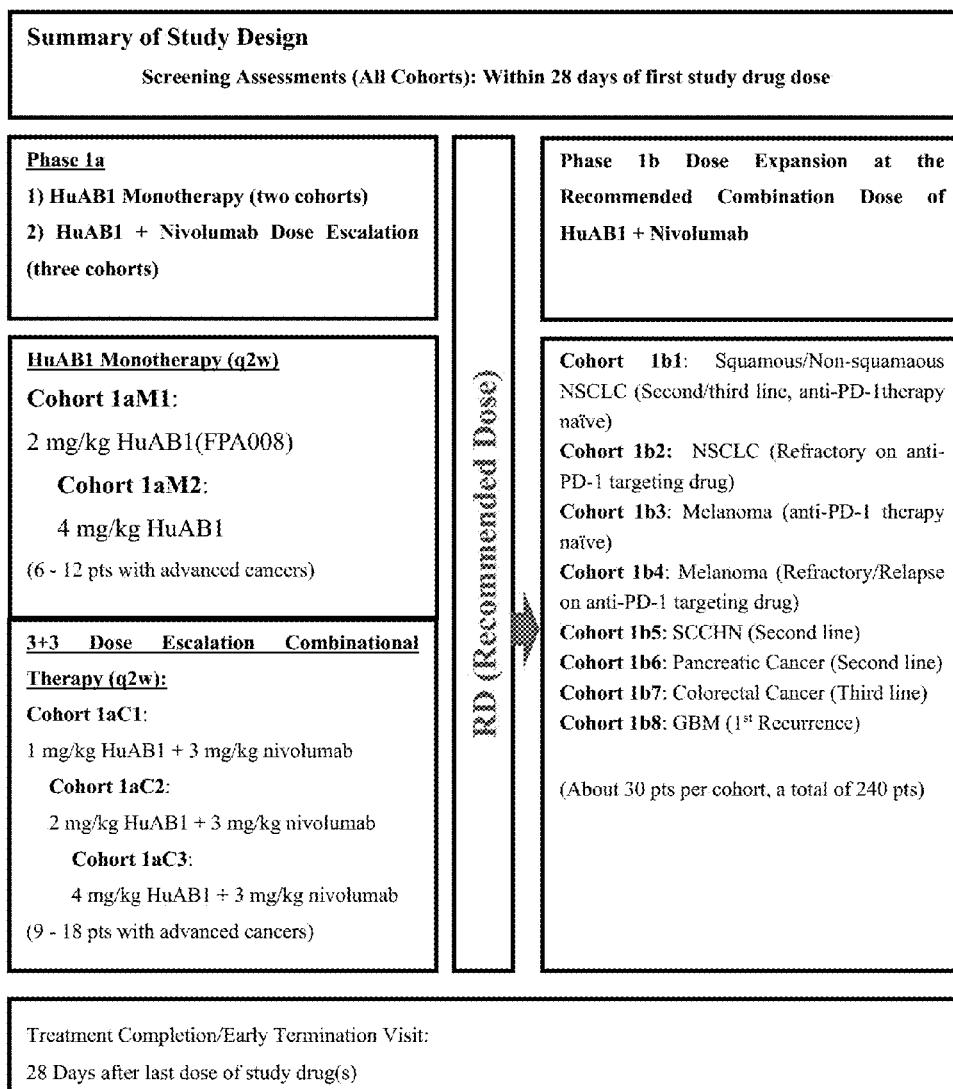 Summary of Study Design
Screening Assessments (All Cohorts): Within 28 days of first study drug dose
Phase 1a
1) HuAB1 Monotherapy (two cohorts)
2) HuAB1 + Nivolumab Dose Escalation
(three cohorts)
HuAB1 Monotherapy (q2w)
Cohort 1aM1:
2 mg/kg HuAB1(FPA008)
Cohort 1aM2:
4 mg/kg HuAB1
(6 - 12 pts with advanced cancers)
3+3 Dose Escalation Combinational
Therapy (q2w):
Cohort 1aC1:
1 mg/kg HuAB1 + 3 mg/kg nivolumab
Cohort 1aC2:
2 mg/kg HuAB1 + 3 mg/kg nivolumab
Cohort 1aC3:
4 mg/kg HuAB1 + 3 mg/kg nivolumab
(9 - 18 pts with advanced cancers)
RD (Recommended Dose)
Phase 1b Dose Expansion at the
Recommended Combination Dose of
HuAB1 + Nivolumab
Cohort 1b1: Squamous/Non-squamaous
NSCLC (Second/third line, anti-PD-1therapy
naïve)
Cohort 1b2: NSCLC (Refractory on anti-
PD-1 targeting drug)
Cohort 1b3: Melanoma (anti-PD-1 therapy
naïve)
Cohort 1b4: Melanoma (Refractory/Relapse
on anti-PD-1 targeting drug)
Cohort 1b5: SCCHN (Second line)
Cohort 1b6: Pancreatic Cancer (Second line)
Cohort 1b7: Colorectal Cancer (Third line)
Cohort 1b8: GBM (1st Recurrence)
(About 30 pts per cohort, a total of 240 pts)
Treatment Completion/Early Termination Visit:
28 Days after last dose of study drug(s)